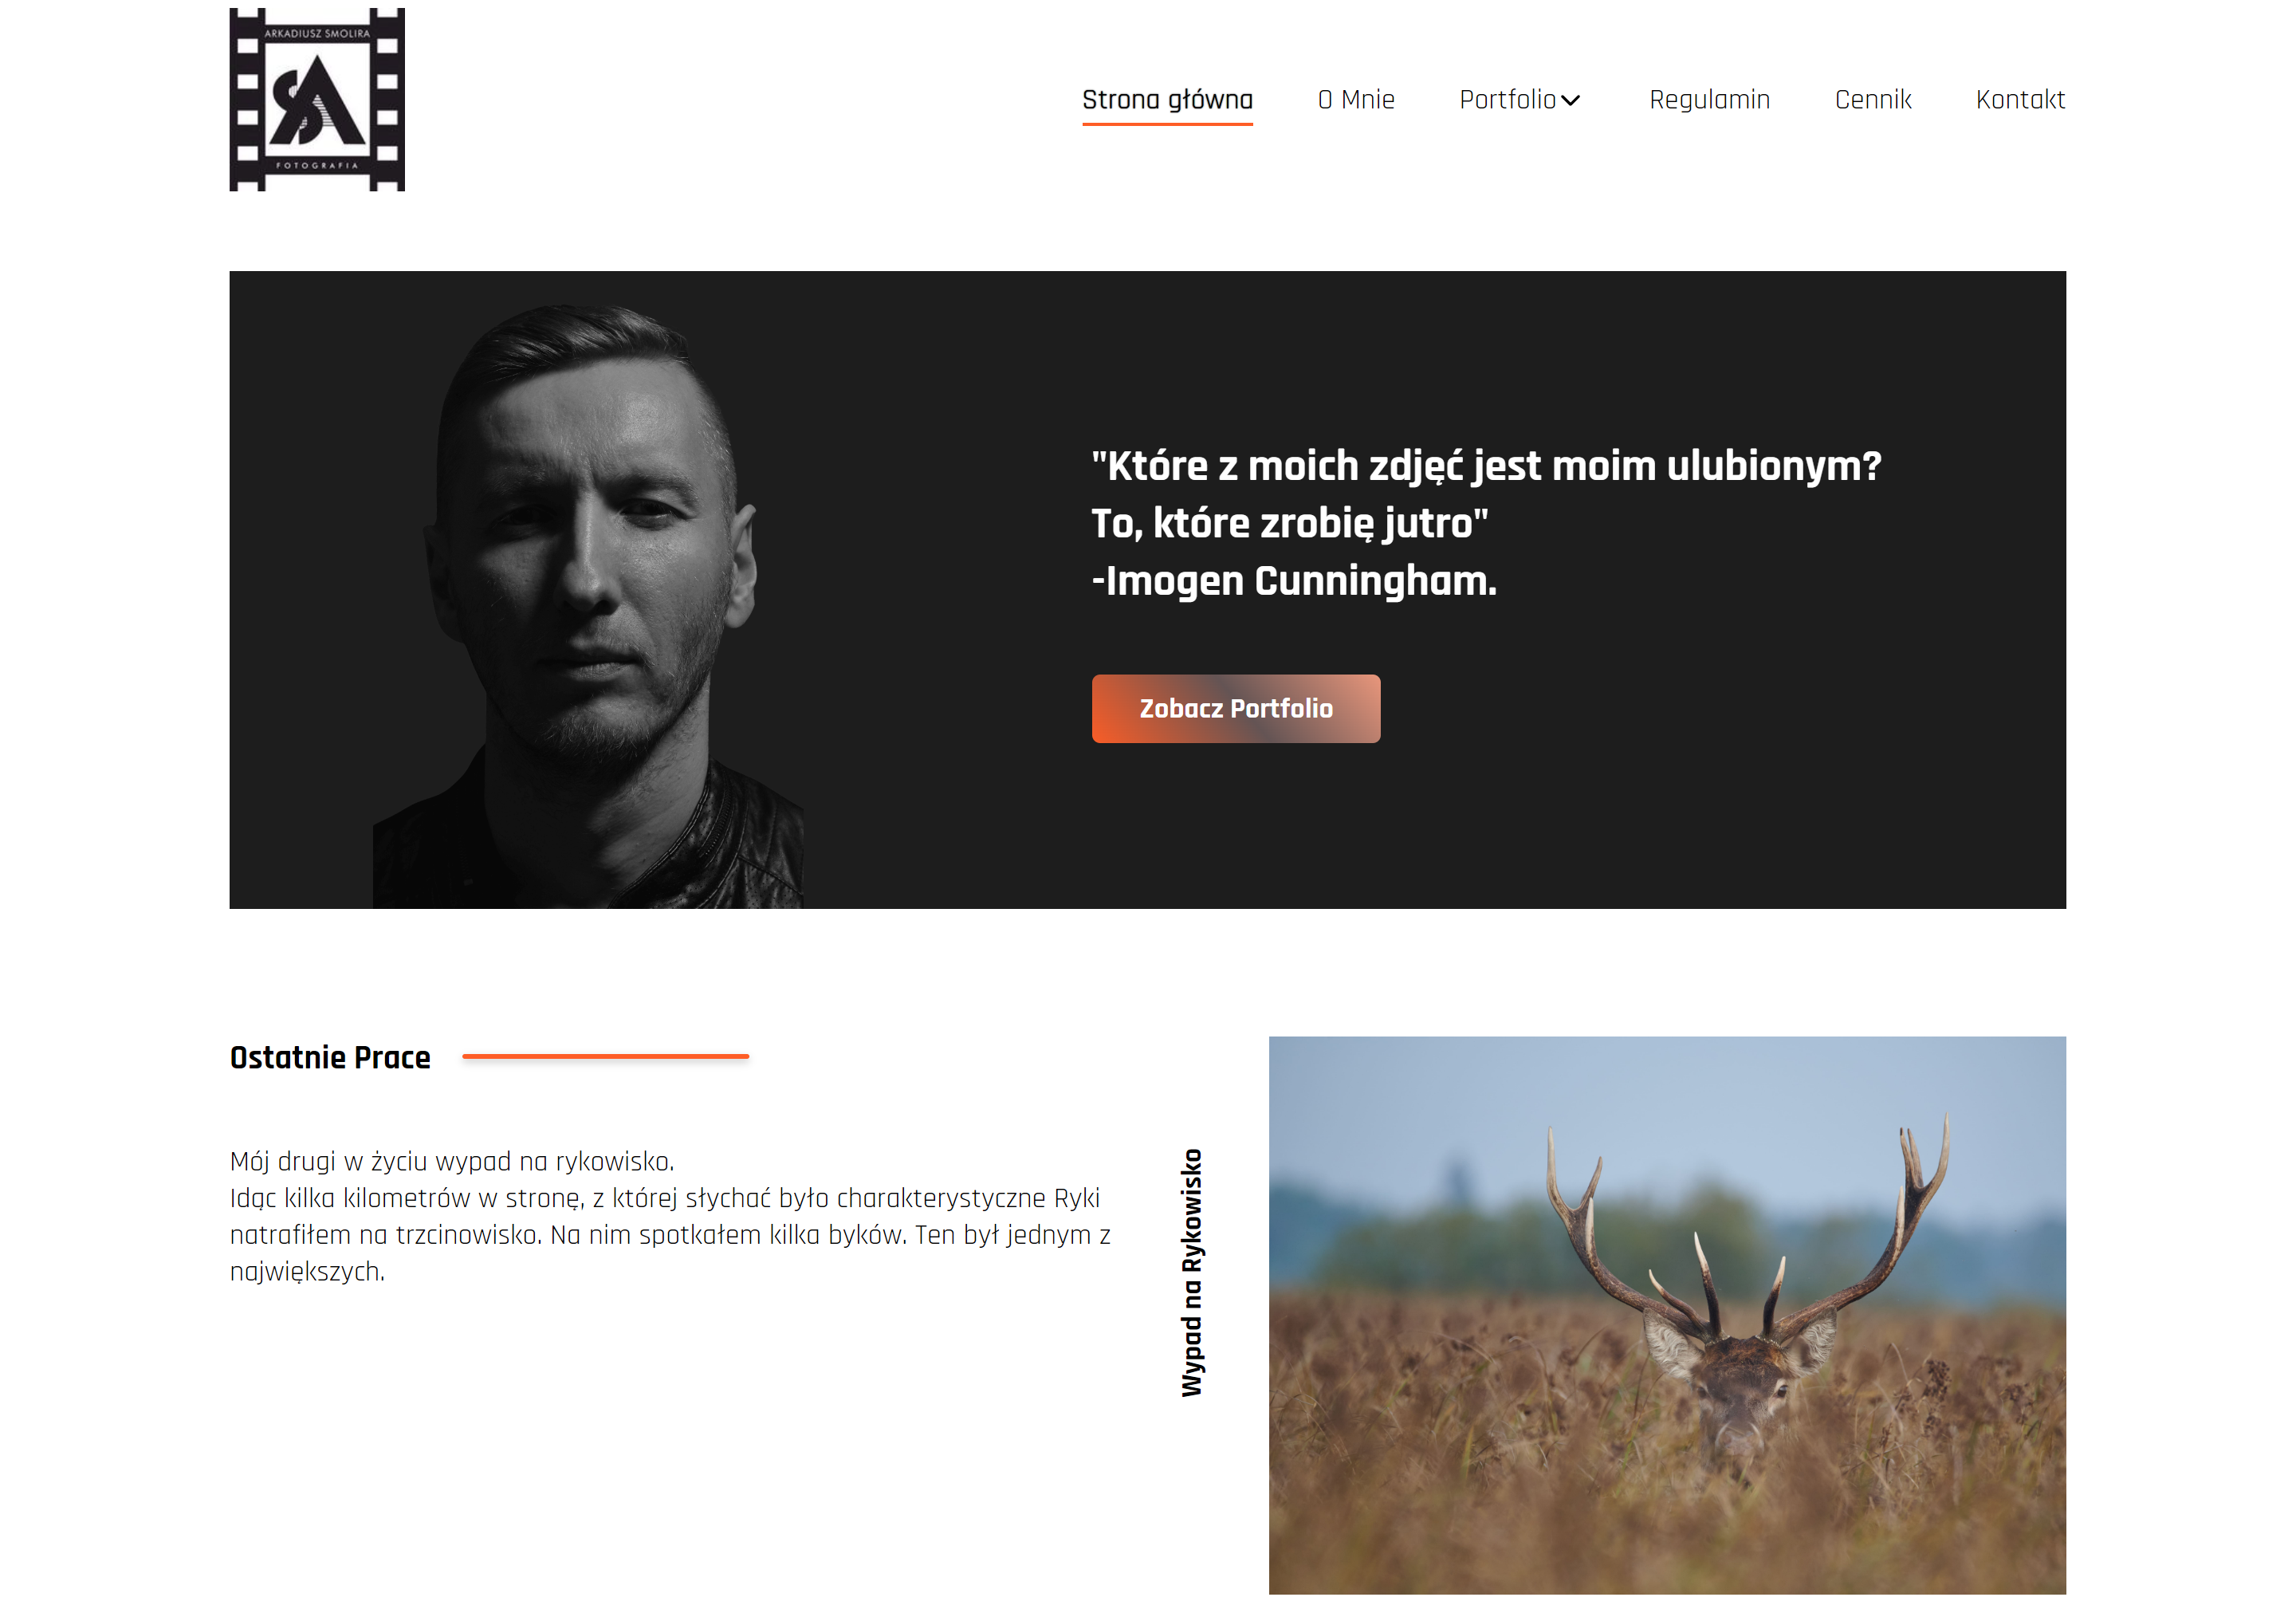 ARKADIUSZ SMOLIRA
FOTOGRAFIA
Strona główna
O Mnie
Portfolio
Regulamin
Cennik
Kontakt
"Które z moich zdjęć jest moim ulubionym?
To, które zrobię jutro"
-Imogen Cunningham.
Zobacz Portfolio
Ostatnie Prace
Mój drugi w życiu wypad na rykowisko.
Idąc kilka kilometrów w stronę, z której słychać było charakterystyczne Ryki
natrafiłem na trzcinowisko. Na nim spotkałem kilka byków. Ten był jednym z
największych.
Wypad na Rykowisko